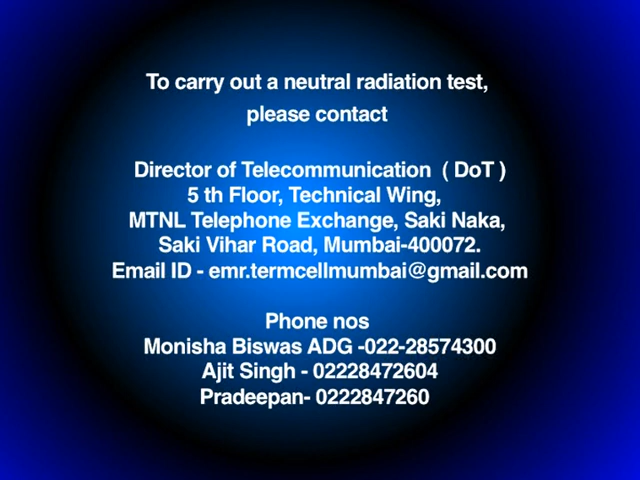 To carry out a neutral radiation test,
please contact
Director of Telecommunication ( DoT )
5 th Floor, Technical Wing,
MTNL Telephone Exchange, Saki Naka,
Saki Vihar Road, Mumbai-400072.
Email ID - emr.termcellmumbai@gmail.com
Phone nos
Monisha Biswas ADG -022-28574300
Ajit Singh - 02228472604
Pradeepan- 0222847260